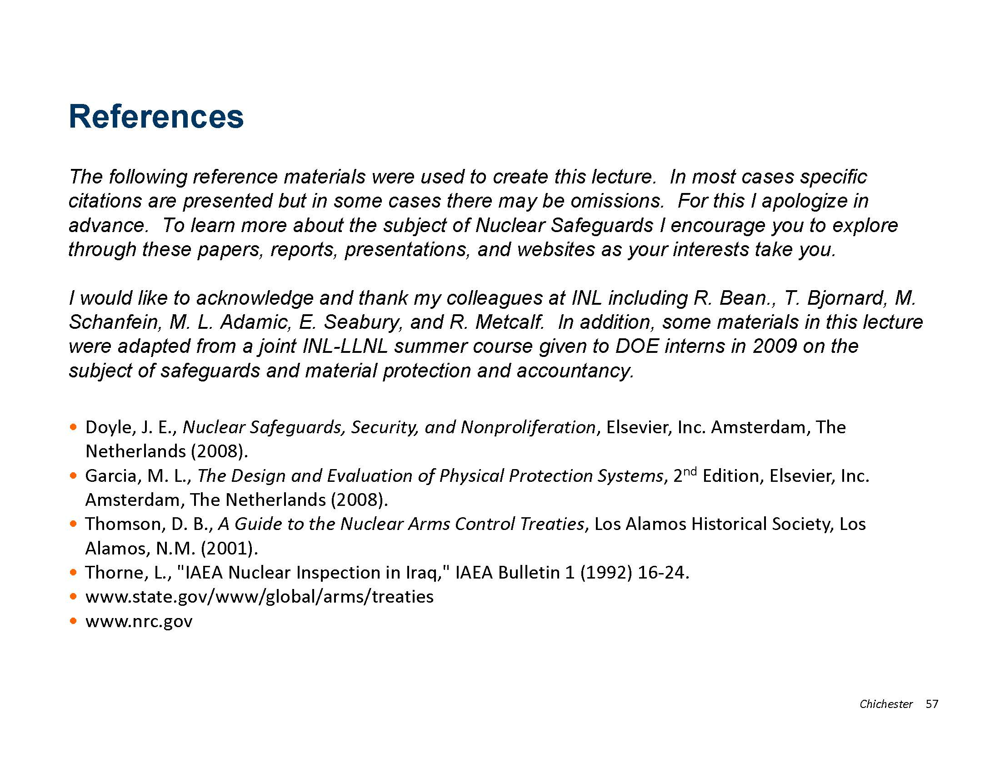 References
The following reference materials were used to create this lecture.  In most cases specific
citations are presented but in some cases there may be omissions.  For this I apologize in
advance.  To learn more about the subject of Nuclear Safeguards I encourage you to explore
through these papers, reports, presentations, and websites as your interests take you.
I would like to acknowledge and thank my colleagues at INL including R. Bean., T. Bjornard, M.
Schanfein, M. L. Adamic, E. Seabury, and R. Metcalf.  In addition, some materials in this lecture
were adapted from a joint INL-LLNL summer course given to DOE interns in 2009 on the
subject of safeguards and material protection and accountancy.
• Doyle, J. E., Nuclear Safeguards, Security, and Nonproliferation, Elsevier, Inc. Amsterdam, The
Netherlands (2008).
• Garcia, M. L., The Design and Evaluation of Physical Protection Systems, 2nd Edition, Elsevier, Inc.
Amsterdam, The Netherlands (2008).
• Thomson, D. B., A Guide to the Nuclear Arms Control Treaties, Los Alamos Historical Society, Los
Alamos, N.M. (2001).
• Thorne, L., "IAEA Nuclear Inspection in Iraq," IAEA Bulletin 1 (1992) 16-24.
• www.state.gov/www/global/arms/treaties
• www.nrc.gov
Chichester 57